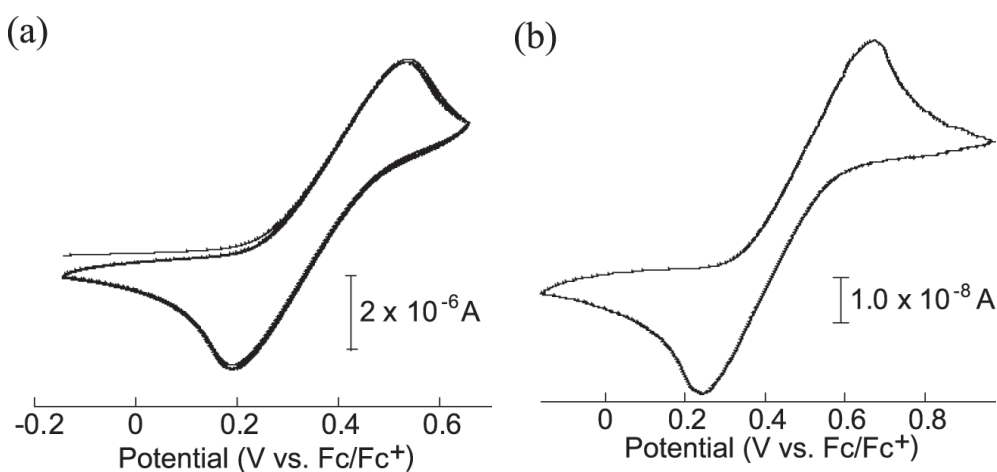 (a)
2 x 10⁻⁶ A
-0.2 0 0.2 0.4 0.6
Potential (V vs. Fc/Fc⁺)
(b)
1.0 x 10⁻⁸ A
0 0.2 0.4 0.6 0.8
Potential (V vs. Fc/Fc⁺)